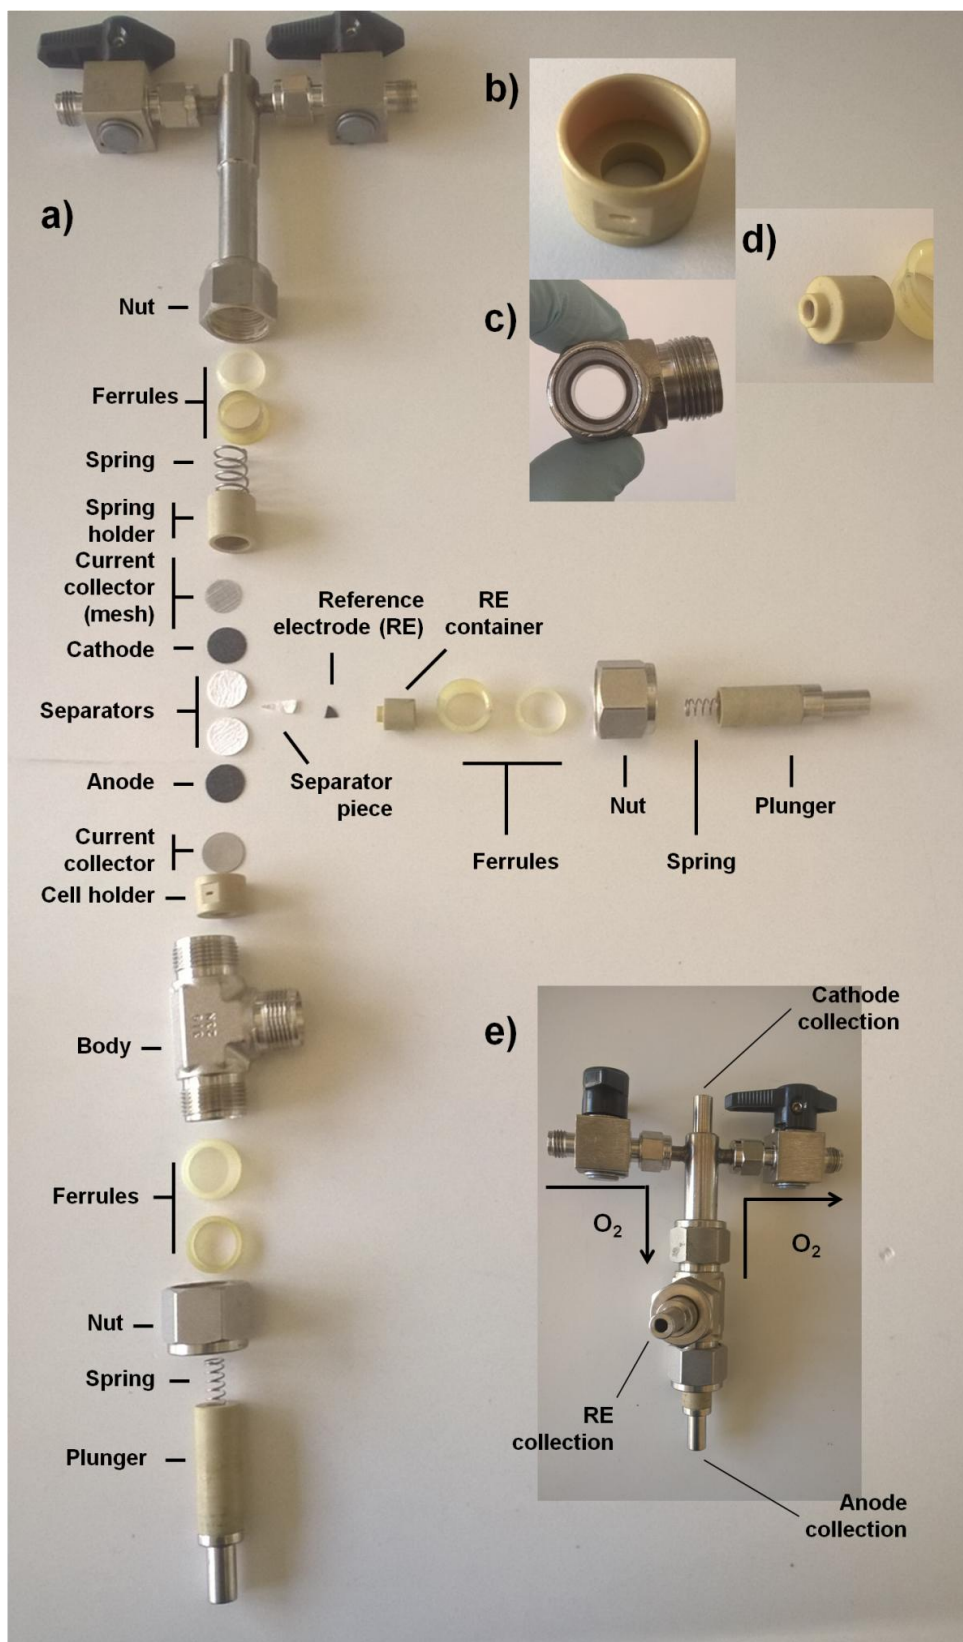 a)
Nut
Ferrules
Spring
Spring
holder
Current
collector
(mesh)
Cathode
Separators
Anode
Current
collector
Cell holder
Body
Ferrules
Nut
Spring
Plunger
Reference
electrode (RE)
RE
container
Separator
piece
Ferrules
Nut
Spring
Plunger
b)
c)
d)
e)
Cathode
collection
O₂
O₂
RE
collection
Anode
collection